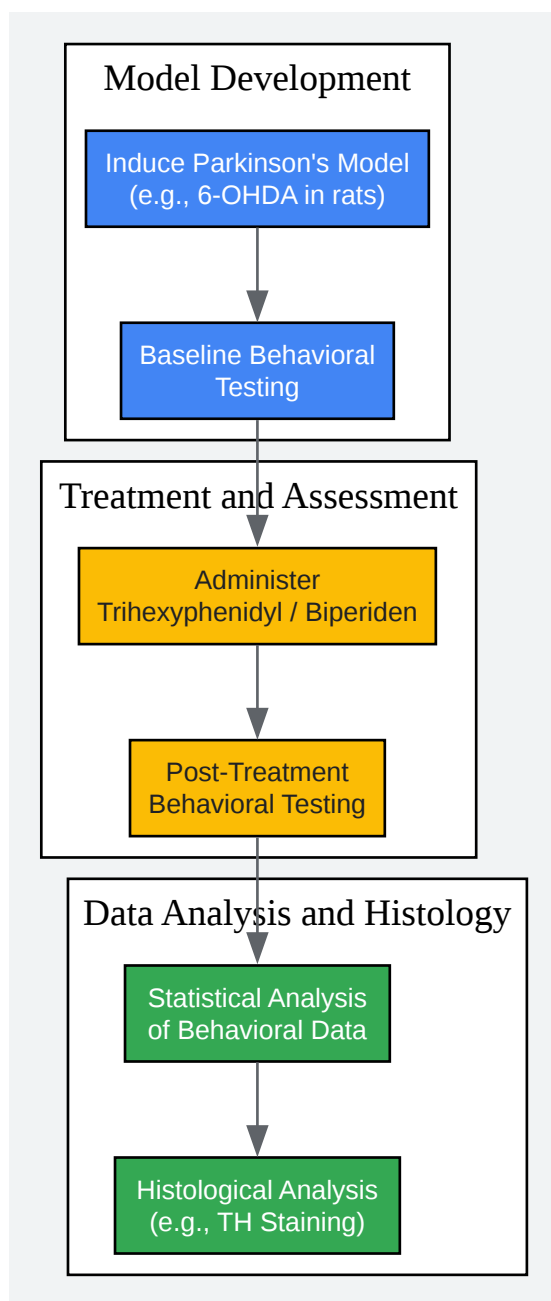 Model Development
Induce Parkinson's Model
(e.g., 6-OHDA in rats)
Baseline Behavioral
Testing
Treatment and Assessment
Administer
Trihexyphenidyl / Biperiden
Post-Treatment
Behavioral Testing
Data Analysis and Histology
Statistical Analysis
of Behavioral Data
Histological Analysis
(e.g., TH Staining)